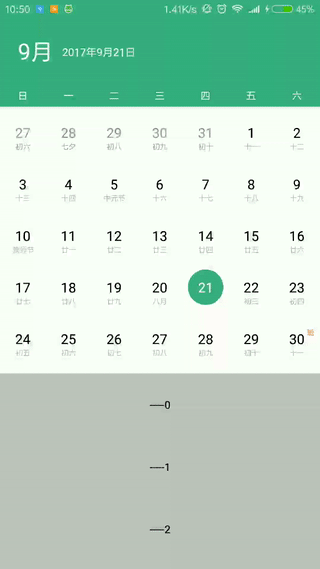 10:50 1.41K/s 45%
9月 2017年9月21日
日 一 二 三 四 五 六
27 28 29 30 31 1 2
初六 七夕 初八 初九 初十 十一 十二
3 4 5 6 7 8 9
十三 十四 中元节 十六 十七 十八 十九
10 11 12 13 14 15 16
教师节 廿一 廿二 廿三 廿四 廿五 廿六
17 18 19 20 21 22 23
廿七 廿八 廿九 八月 初三 初四
24 25 26 27 28 29 30
初五 初六 初七 初八 初九 初十 十一
——0
——1
——2